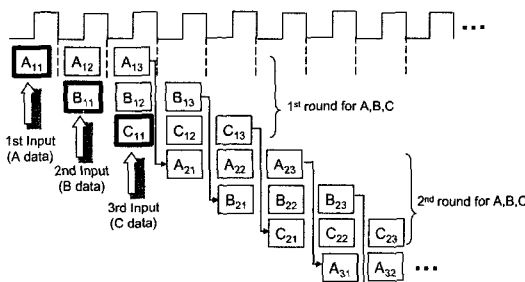 ...
A11 A12 A13
B11 B12 B13
1st round for A,B,C
1st Input
(A data)
C11 C12 C13
2nd Input
(B data)
A21 A22 A23
3rd Input
(C data)
B21 B22 B23
2nd round for A,B,C
C21 C22 C23
A31 A32 ...